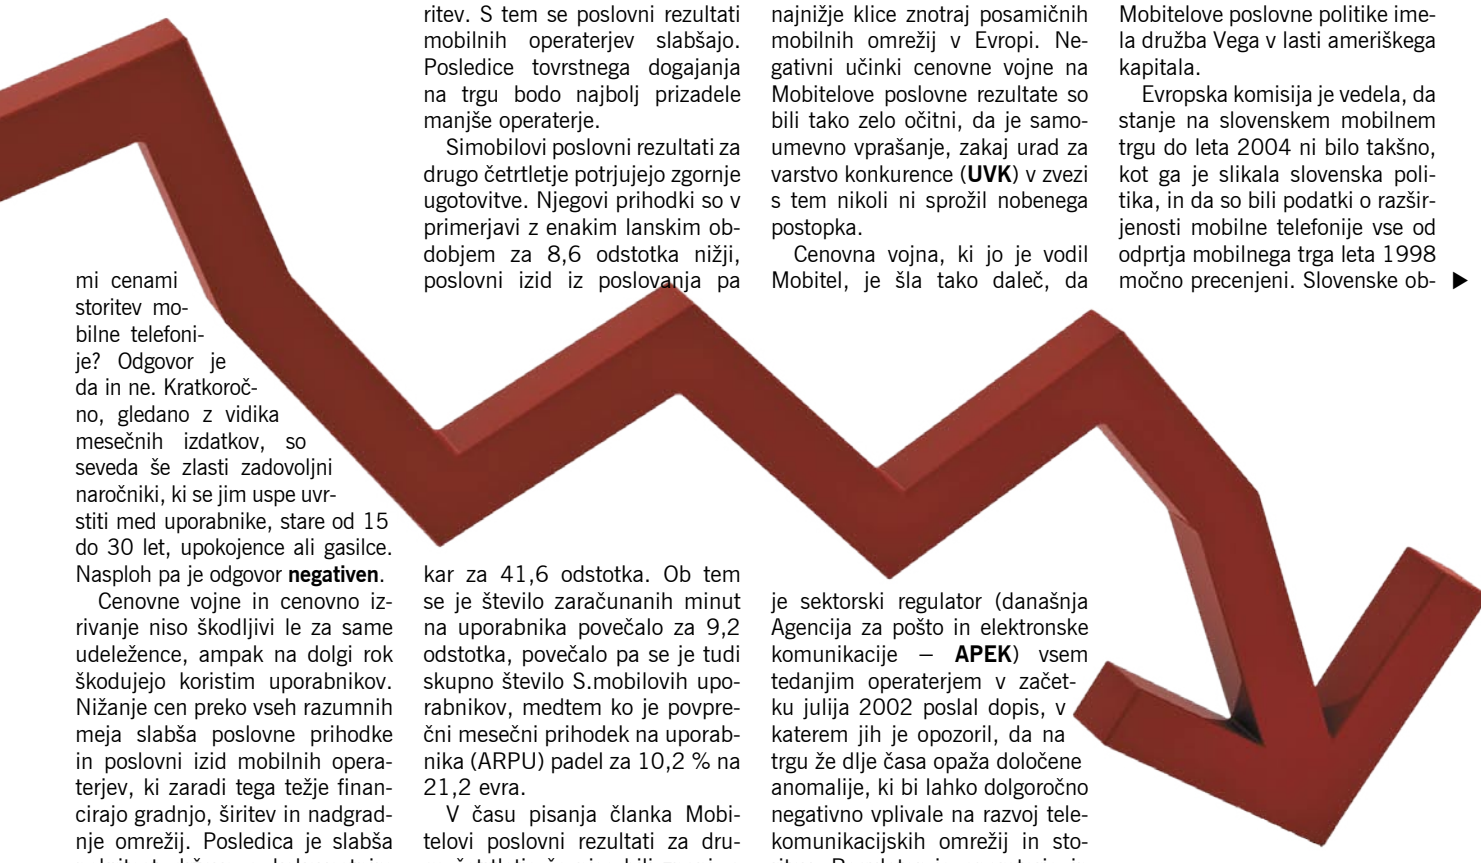 mi cenami
storitev mo-
bilne telefoni-
je? Odgovor je
da in ne. Kratkoroč-
no, gledano z vidika
mesečnih izdatkov, so
seveda še zlasti zadovoljni
naročniki, ki se jim uspe uvr-
stiti med uporabnike, stare od 15
do 30 let, upokojence ali gasilce.
Nasploh pa je odgovor negativen.
Cenovne vojne in cenovno iz-
rivanje niso škodljivi le za same
udeležence, ampak na dolgi rok
škodujejo koristim uporabnikov.
Nižanje cen preko vseh razumnih
meja slabša poslovne prihodke
in poslovni izid mobilnih opera-
terjev, ki zaradi tega težje finan-
cirajo gradnjo, širitev in nadgrad-
nje omrežij. Posledica je slabša
ritev. S tem se poslovni rezultati
mobilnih operaterjev slabšajo.
Posledice tovrstnega dogajanja
na trgu bodo najbolj prizadele
manjše operaterje.
Simobilovi poslovni rezultati za
drugo četrtletje potrjujejo zgornje
ugotovitve. Njegovi prihodki so v
primerjavi z enakim lanskim ob-
dobjem za 8,6 odstotka nižji,
poslovni izid iz poslovanja pa
kar za 41,6 odstotka. Ob tem
se je število zaračunanih minut
na uporabnika povečalo za 9,2
odstotka, povečalo pa se je tudi
skupno število S.mobilovih upo-
rabnikov, medtem ko je povpre-
čni mesečni prihodek na uporab-
nika (ARPU) padel za 10,2 % na
21,2 evra.
V času pisanja članka Mobi-
telovi poslovni rezultati za dru-
najnižje klice znotraj posamičnih
mobilnih omrežij v Evropi. Ne-
gativni učinki cenovne vojne na
Mobitelove poslovne rezultate so
bili tako zelo očitni, da je samo-
umevno vprašanje, zakaj urad za
varstvo konkurence (UVK) v zvezi
s tem nikoli ni sprožil nobenega
postopka.
Cenovna vojna, ki jo je vodil
Mobitel, je šla tako daleč, da
je sektorski regulator (današnja
Agencija za pošto in elektronske
komunikacije – APEK) vsem
tedanjim operaterjem v začet-
ku julija 2002 poslal dopis, v
katerem jih je opozoril, da na
trgu že dlje časa opaža določene
anomalije, ki bi lahko dolgoročno
negativno vplivale na razvoj tele-
komunikacijskih omrežij in sto-
Mobitelove poslovne politike ime-
la družba Vega v lasti ameriškega
kapitala.
Evropska komisija je vedela, da
stanje na slovenskem mobilnem
trgu do leta 2004 ni bilo takšno,
kot ga je slikala slovenska poli-
tika, in da so bili podatki o razšir-
jenosti mobilne telefonije vse od
odprtja mobilnega trga leta 1998
močno precenjeni. Slovenske ob- ▶